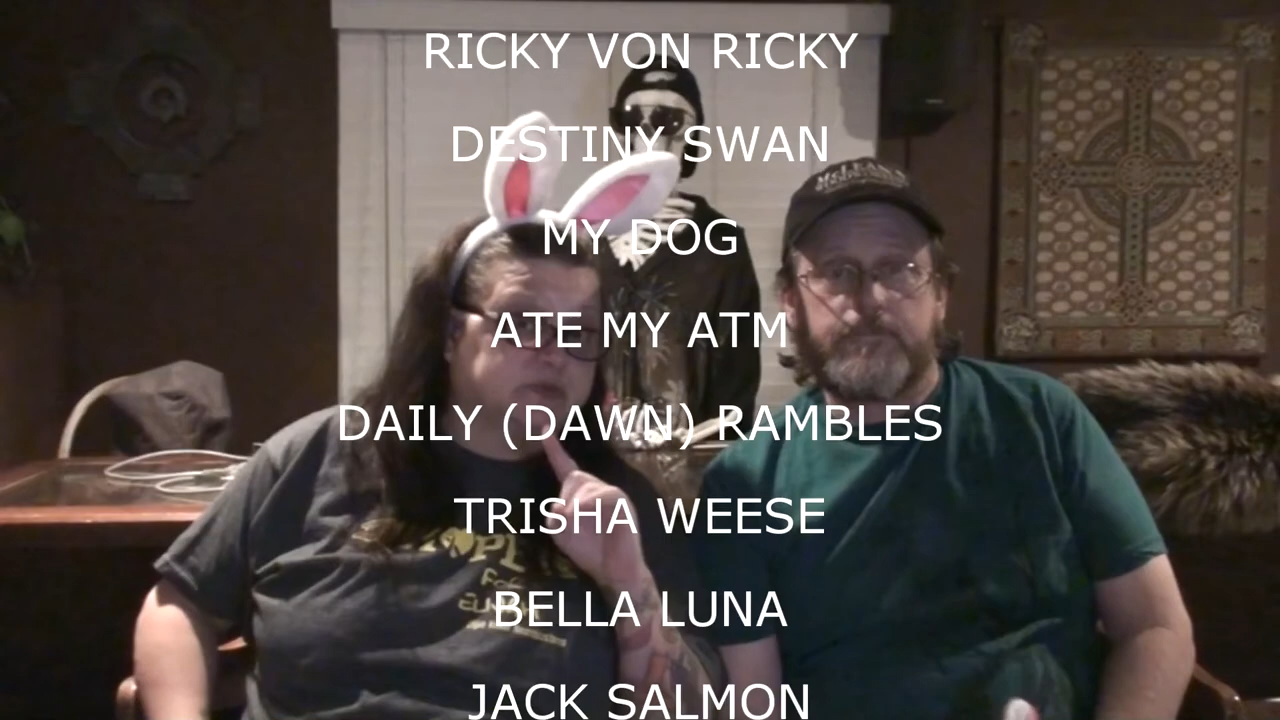 RICKY VON RICKY
DESTINY SWAN
MY DOG
ATE MY ATM
DAILY (DAWN) RAMBLES
TRISHA WEESE
BELLA LUNA
JACK SALMON